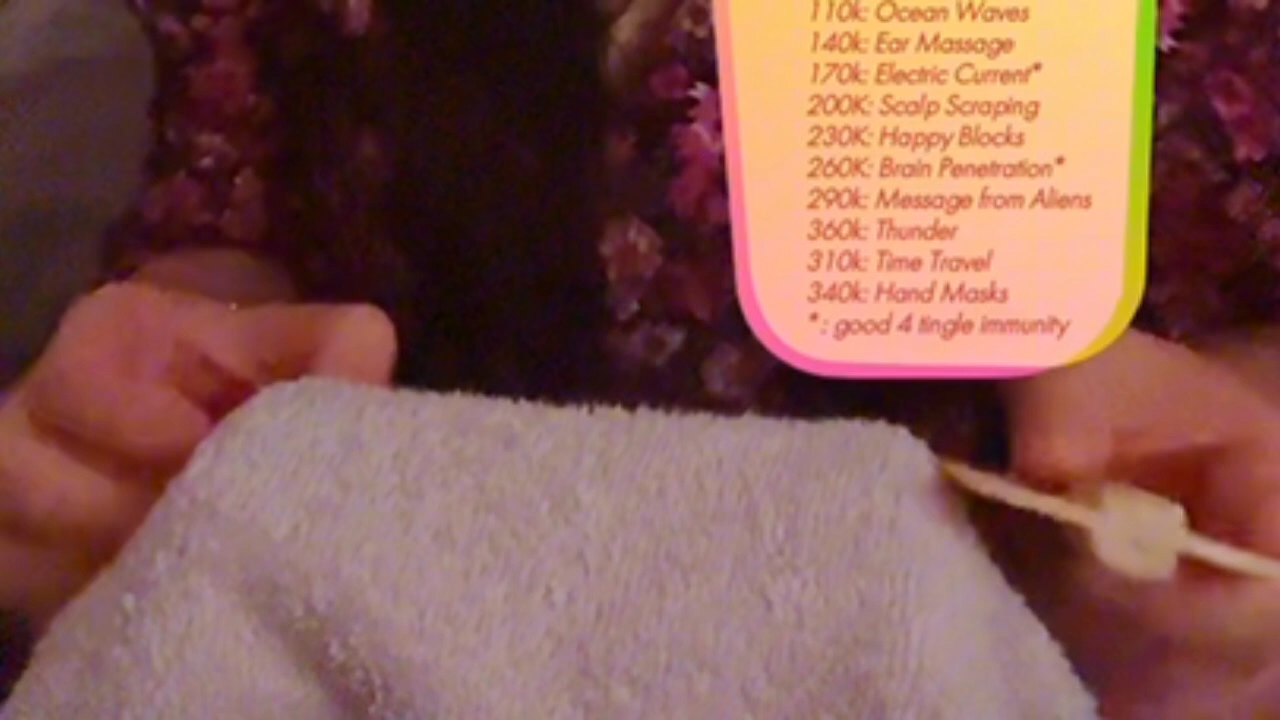 110k: Ocean Waves
140k: Ear Massage
170k: Electric Current*
200K: Scalp Scraping
230K: Happy Blocks
260K: Brain Penetration*
290k: Message from Aliens
360k: Thunder
310k: Time Travel
340k: Hand Masks
* : good 4 tingle immunity